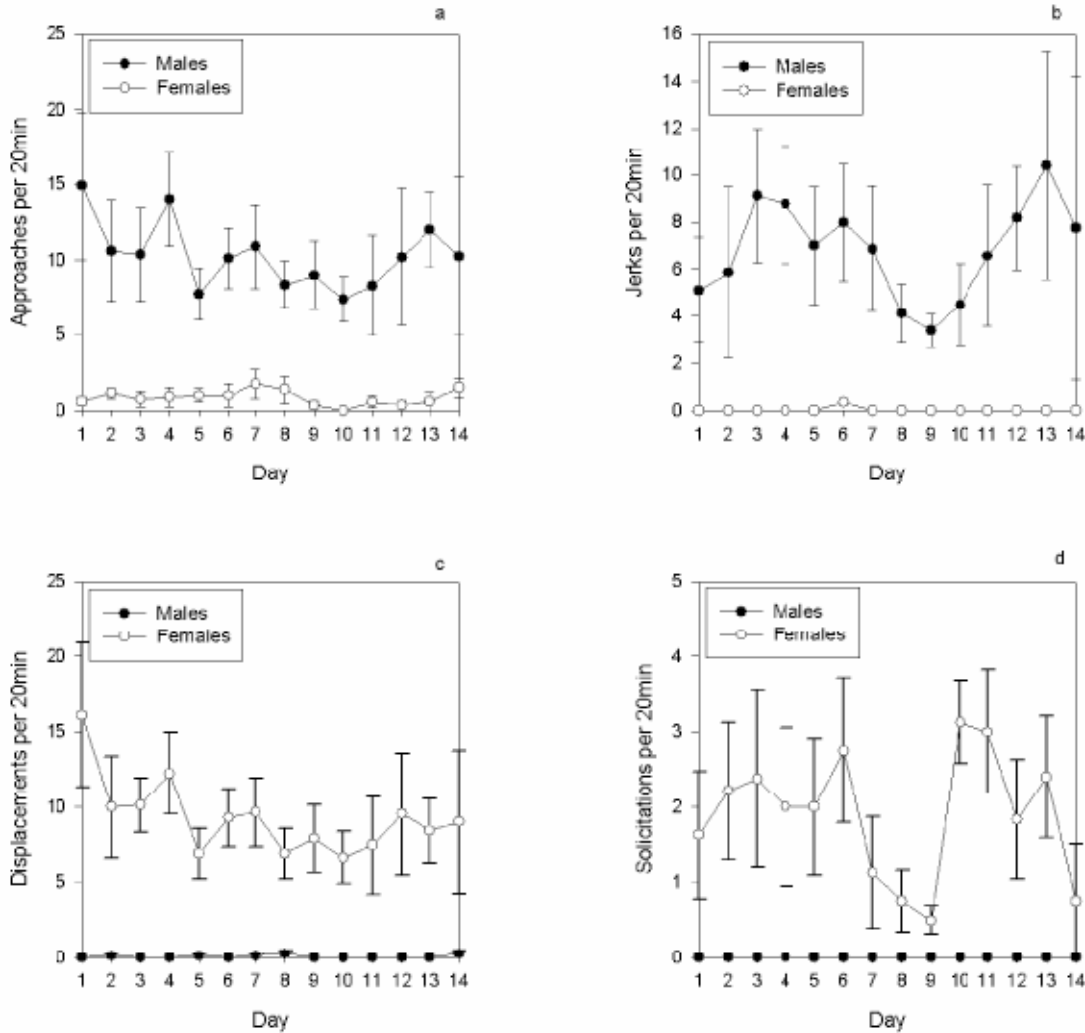 a
25
20
15
10
5
0
Approaches per 20min
Males
Females
1 2 3 4 5 6 7 8 9 10 11 12 13 14
Day
b
16
14
12
10
8
6
4
2
0
Jerks per 20min
Males
Females
1 2 3 4 5 6 7 8 9 10 11 12 13 14
Day
c
25
20
15
10
5
0
Displacements per 20min
Males
Females
1 2 3 4 5 6 7 8 9 10 11 12 13 14
Day
d
5
4
3
2
1
0
Solicitations per 20min
Males
Females
1 2 3 4 5 6 7 8 9 10 11 12 13 14
Day